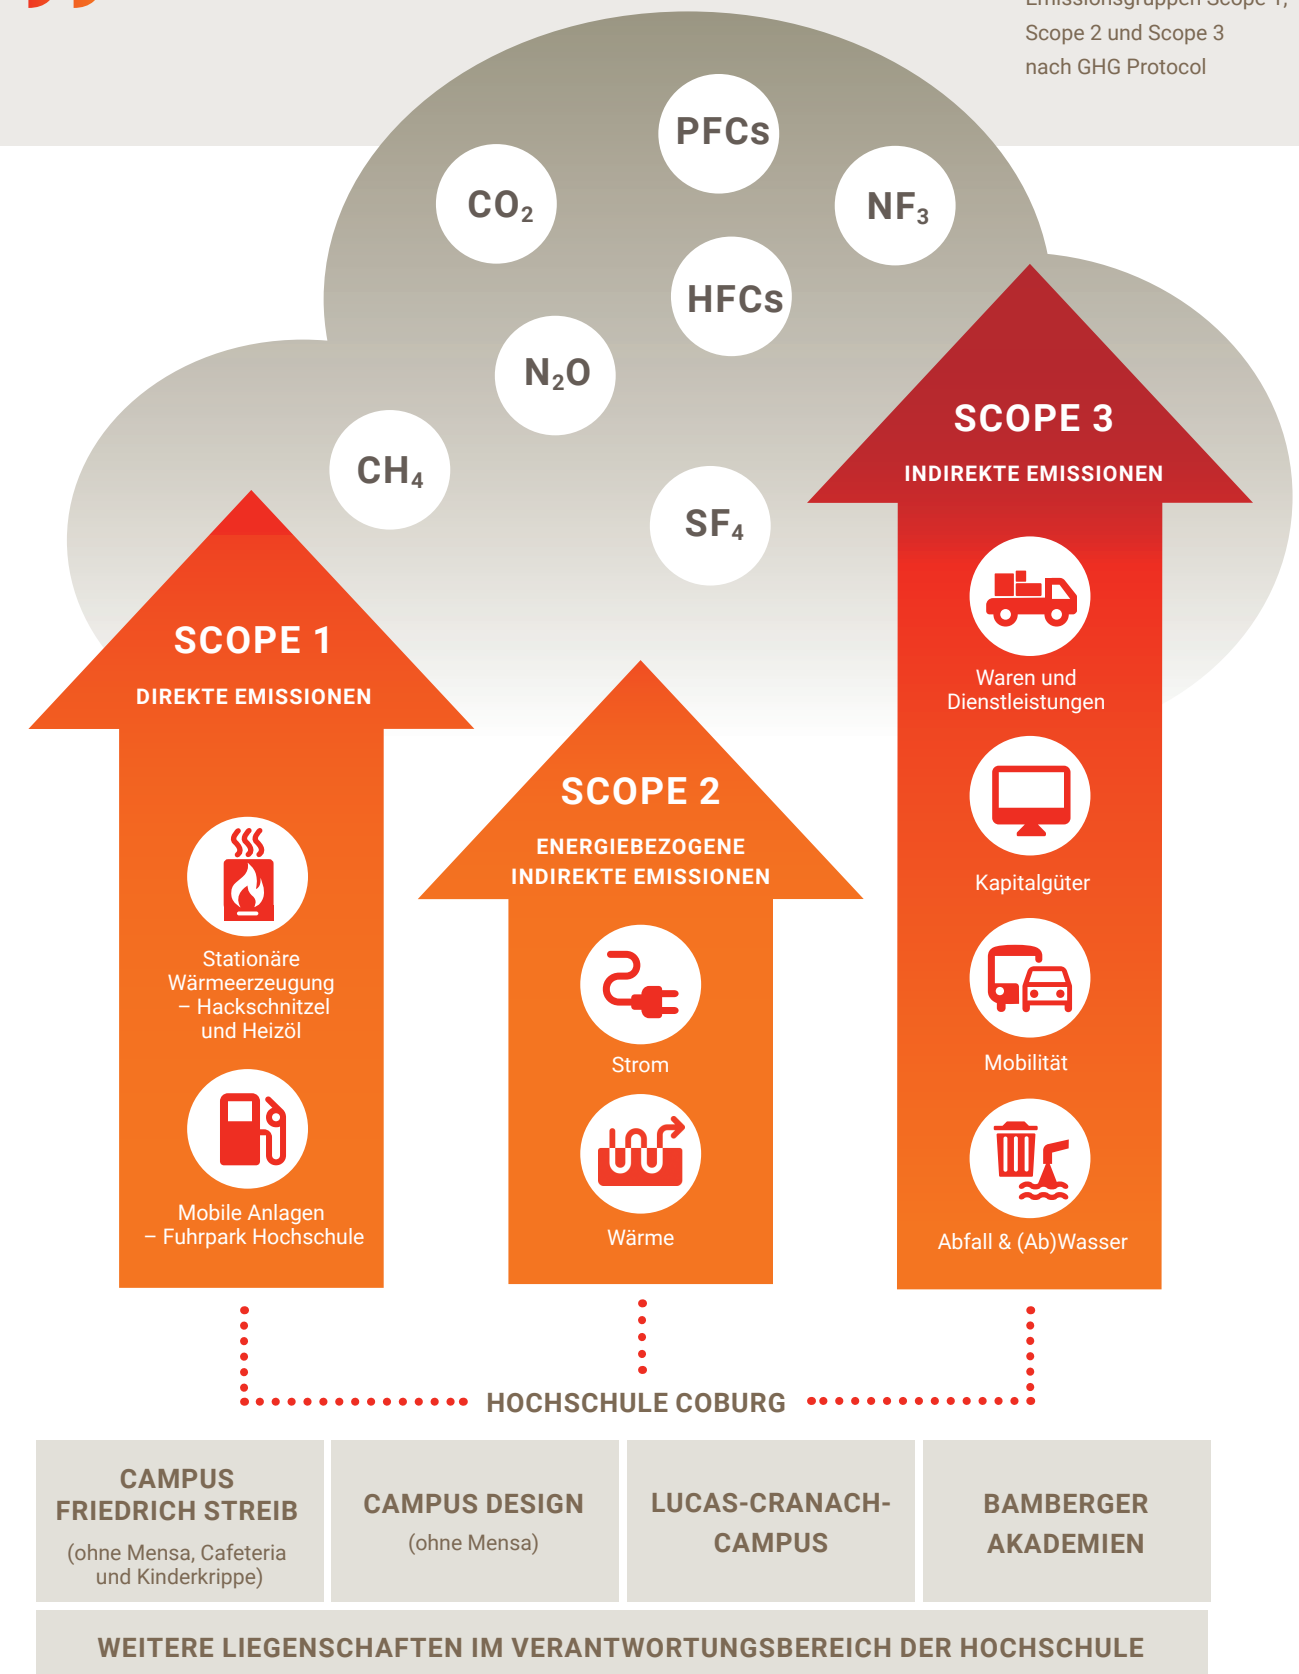 Emissionsgruppen Scope 1,
Scope 2 und Scope 3
nach GHG Protocol
PFCs
CO₂
NF₃
HFCs
N₂O
CH₄
SF₄
SCOPE 1
DIREKTE EMISSIONEN
Stationäre
Wärmeerzeugung
– Hackschnitzel
und Heizöl
Mobile Anlagen
– Fuhrpark Hochschule
SCOPE 2
ENERGIEBEZOGENE
INDIREKTE EMISSIONEN
Strom
Wärme
SCOPE 3
INDIREKTE EMISSIONEN
Waren und
Dienstleistungen
Kapitalgüter
Mobilität
Abfall & (Ab)Wasser
HOCHSCHULE COBURG
CAMPUS
FRIEDRICH STREIB
(ohne Mensa, Cafeteria
und Kinderkrippe)
CAMPUS DESIGN
(ohne Mensa)
LUCAS-CRANACH-
CAMPUS
BAMBERGER
AKADEMIEN
WEITERE LIEGENSCHAFTEN IM VERANTWORTUNGSBEREICH DER HOCHSCHULE